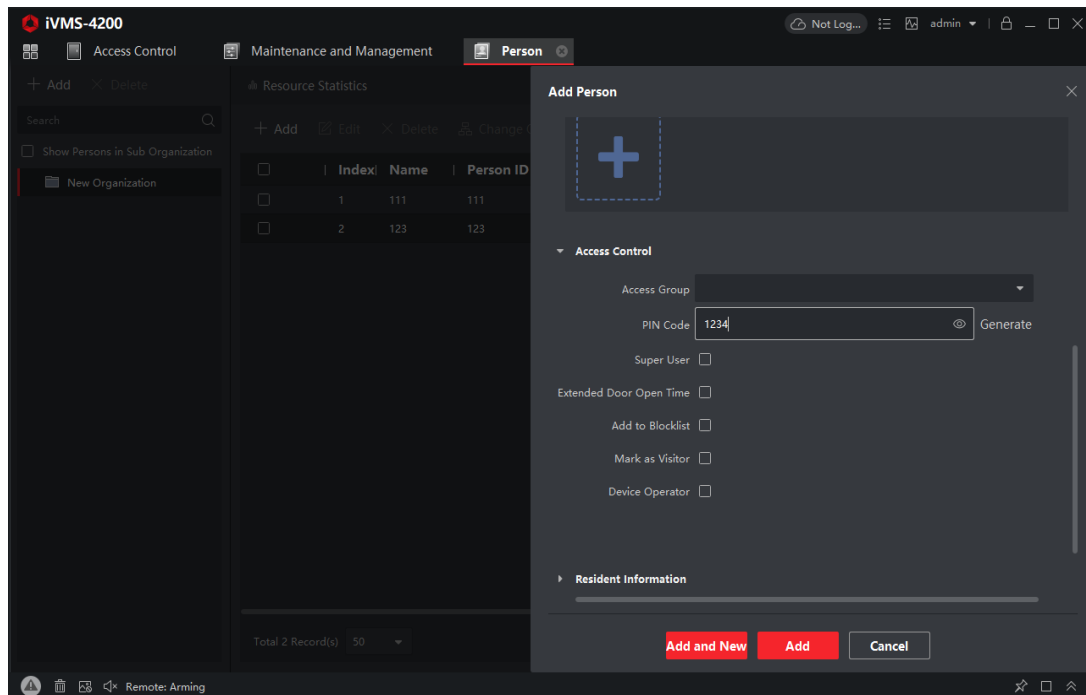 iVMS-4200
Not Log... admin
Access Control Maintenance and Management Person
Add Delete
Search
Show Persons in Sub Organization
New Organization
Resource Statistics
Add Edit Delete Change
Index Name Person ID
1 111 111
2 123 123
Total 2 Record(s) 50
Add Person
Access Control
Access Group
PIN Code 1234 Generate
Super User
Extended Door Open Time
Add to Blocklist
Mark as Visitor
Device Operator
Resident Information
Add and New Add Cancel
Remote: Arming